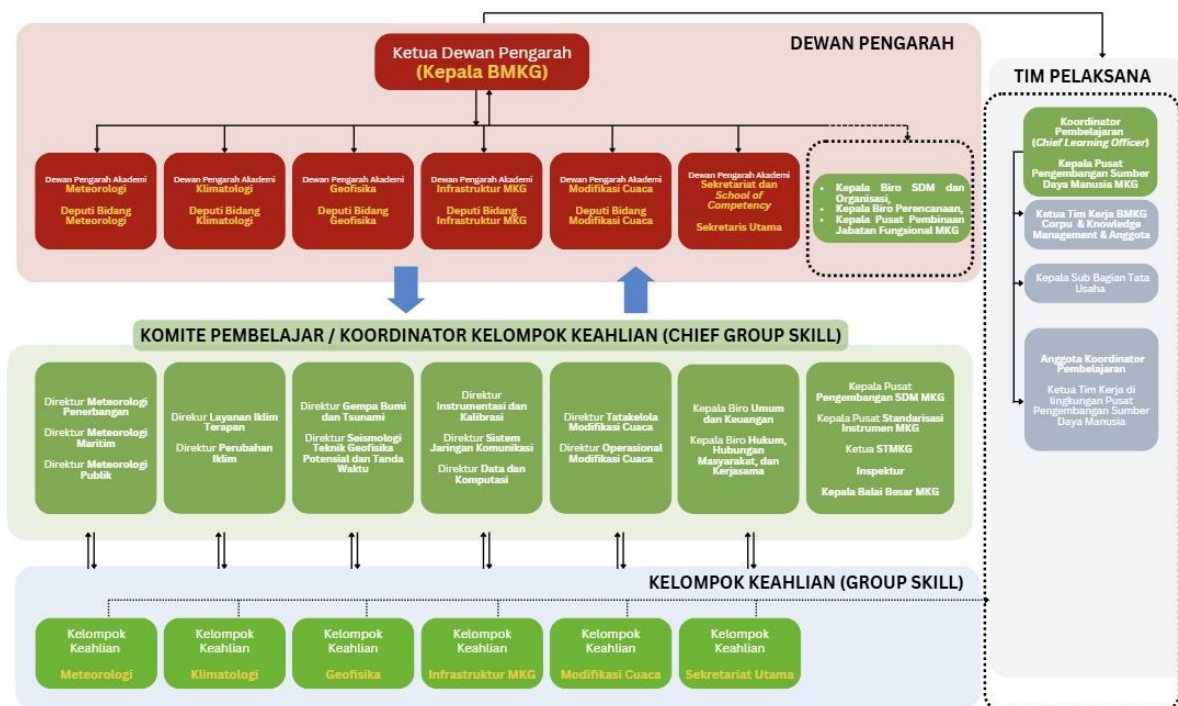 DEWAN PENGARAH
Ketua Dewan Pengarah
(Kepala BMKG)
Dewan Pengarah Akademi
Meteorologi
Deputi Bidang
Meteorologi
Dewan Pengarah Akademi
Klimatologi
Deputi Bidang
Klimatologi
Dewan Pengarah Akademi
Geofisika
Deputi Bidang
Geofisika
Dewan Pengarah Akademi
Infrastruktur MKG
Deputi Bidang
Infrastruktur MKG
Dewan Pengarah Akademi
Modifikasi Cuaca
Deputi Bidang
Modifikasi Cuaca
Dewan Pengarah Akademi
Sekretariat dan
School of
Competency
Sekretaris Utama
• Kepala Biro SDM dan
Organisasi,
• Kepala Biro Perencanaan,
• Kepala Pusat Pembinaan
Jabatan Fungsional MKG
KOMITE PEMBELAJAR / KOORDINATOR KELOMPOK KEAHLIAN (CHIEF GROUP SKILL)
Direktur Meteorologi
Penerbangan
Direktur Meteorologi
Maritim
Direktur Meteorologi
Publik
Direkur Layanan Iklim
Terapan
Direktur Perubahan
Iklim
Direktur Gempa Bumi
dan Tsunami
Direktur Seismologi
Teknik Geofisika
Potensial dan Tanda
Waktu
Direktur
Instrumentasi dan
Kalibrasi
Direktur Sistem
Jaringan Komunikasi
Direktur Data dan
Komputasi
Direktur Tatakelola
Modifikasi Cuaca
Direktur Operasional
Modifikasi Cuaca
Kepala Biro Umum
dan Keuangan
Kepala Biro Hukum,
Hubungan
Masyarakat, dan
Kerjasama
Kepala Pusat
Pengembangan SDM MKG
Kepala Pusat Standarisasi
Instrumen MKG
Ketua STMKG
Inspektur
Kepala Balai Besar MKG
KELOMPOK KEAHLIAN (GROUP SKILL)
Kelompok
Keahlian
Meteorologi
Kelompok
Keahlian
Klimatologi
Kelompok
Keahlian
Geofisika
Kelompok
Keahlian
Infrastruktur MKG
Kelompok
Keahlian
Modifikasi Cuaca
Kelompok
Keahlian
Sekretariat Utama
TIM PELAKSANA
Koordinator
Pembelajaran
(Chief Learning Officer)
Kepala Pusat
Pengembangan Sumber
Daya Manusia MKG
Ketua Tim Kerja BMKG
Corpu & Knowledge
Management & Anggota
Kepala Sub Bagian Tata
Usaha
Anggota Koordinator
Pembelajaran
Ketua Tim Kerja di
lingkungan Pusat
Pengembangan Sumber
Daya Manusia